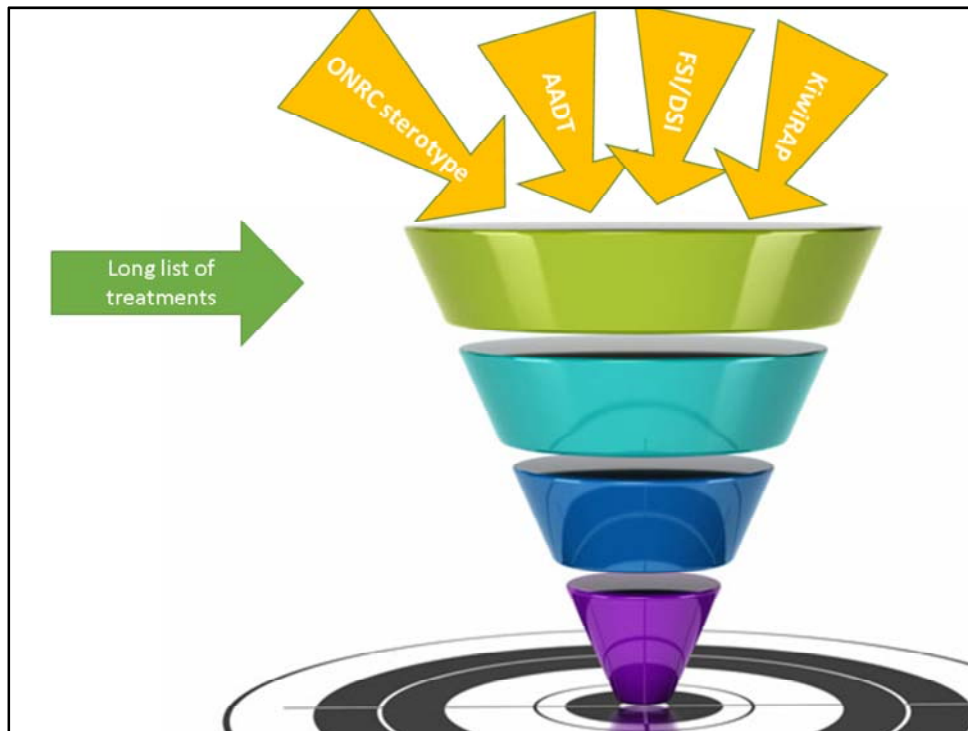 ONRC sterotype
AADT
FSI/DSI
KiwiRAP
Long list of
treatments